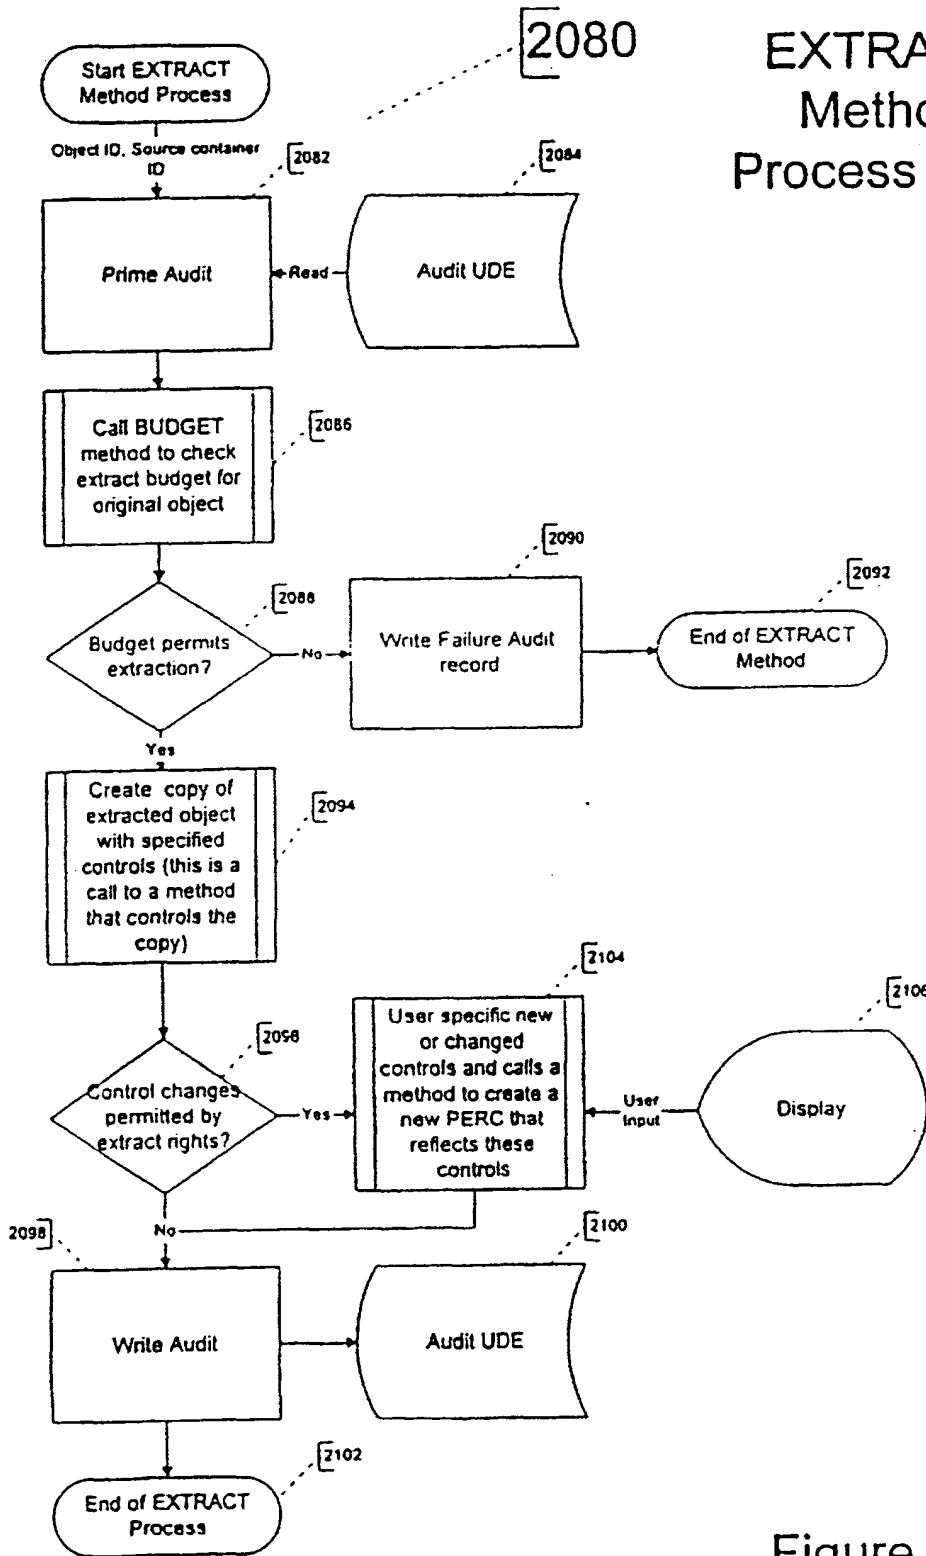 2080
EXTRA
Metho
Process
Start EXTRACT
Method Process
Object ID, Source container
ID
2082
2084
Prime Audit
Read
Audit UDE
Call BUDGET
method to check
extract budget for
original object
2086
2090
2092
2088
Budget permits
extraction?
No
Write Failure Audit
record
End of EXTRACT
Method
Yes
Create copy of
extracted object
with specified
controls (this is a
call to a method
that controls the
copy)
2094
2104
2106
User specific new
or changed
controls and calls a
method to create a
new PERC that
reflects these
controls
2096
Control changes
permitted by
extract rights?
Yes
User
Input
Display
No
2098
2100
Write Audit
Audit UDE
2102
End of EXTRACT
Process
Figure